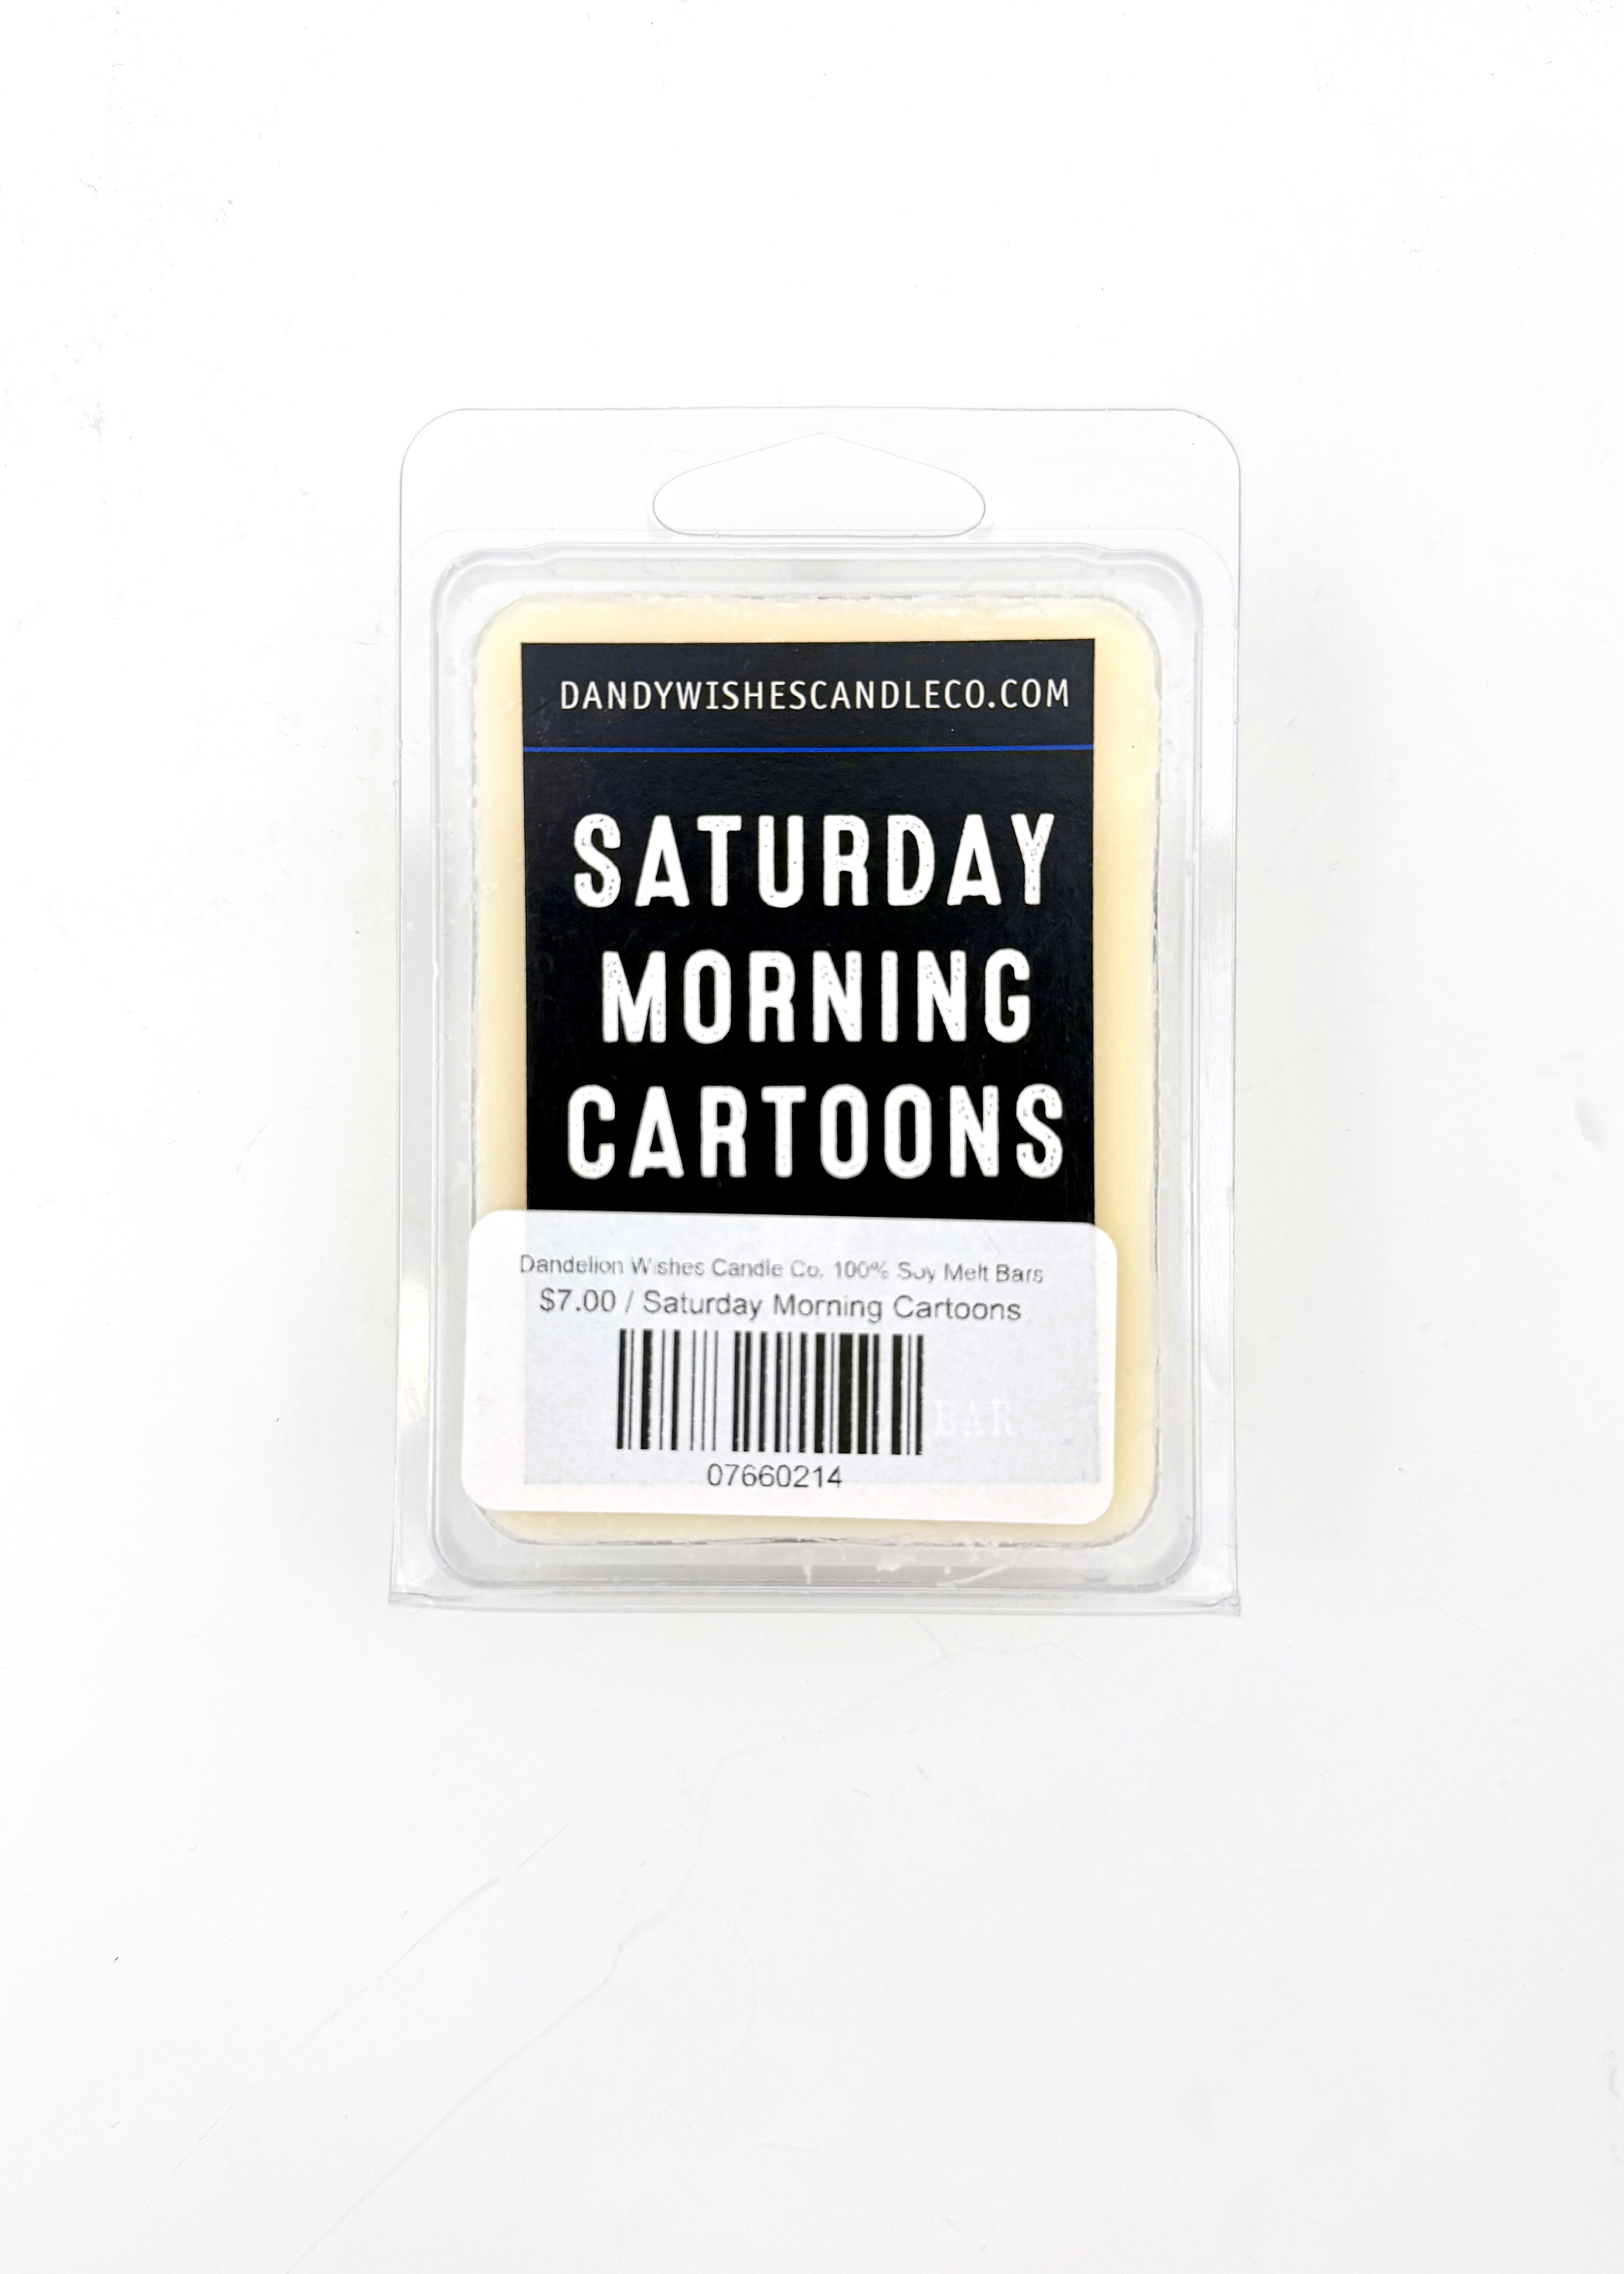 DANDYWISHESCANDLECO.COM
SATURDAY
MORNING
CARTOONS
Dandelion Wishes Candle Co. 100% Soy Melt Bars
$7.00 / Saturday Morning Cartoons
BAR
07660214